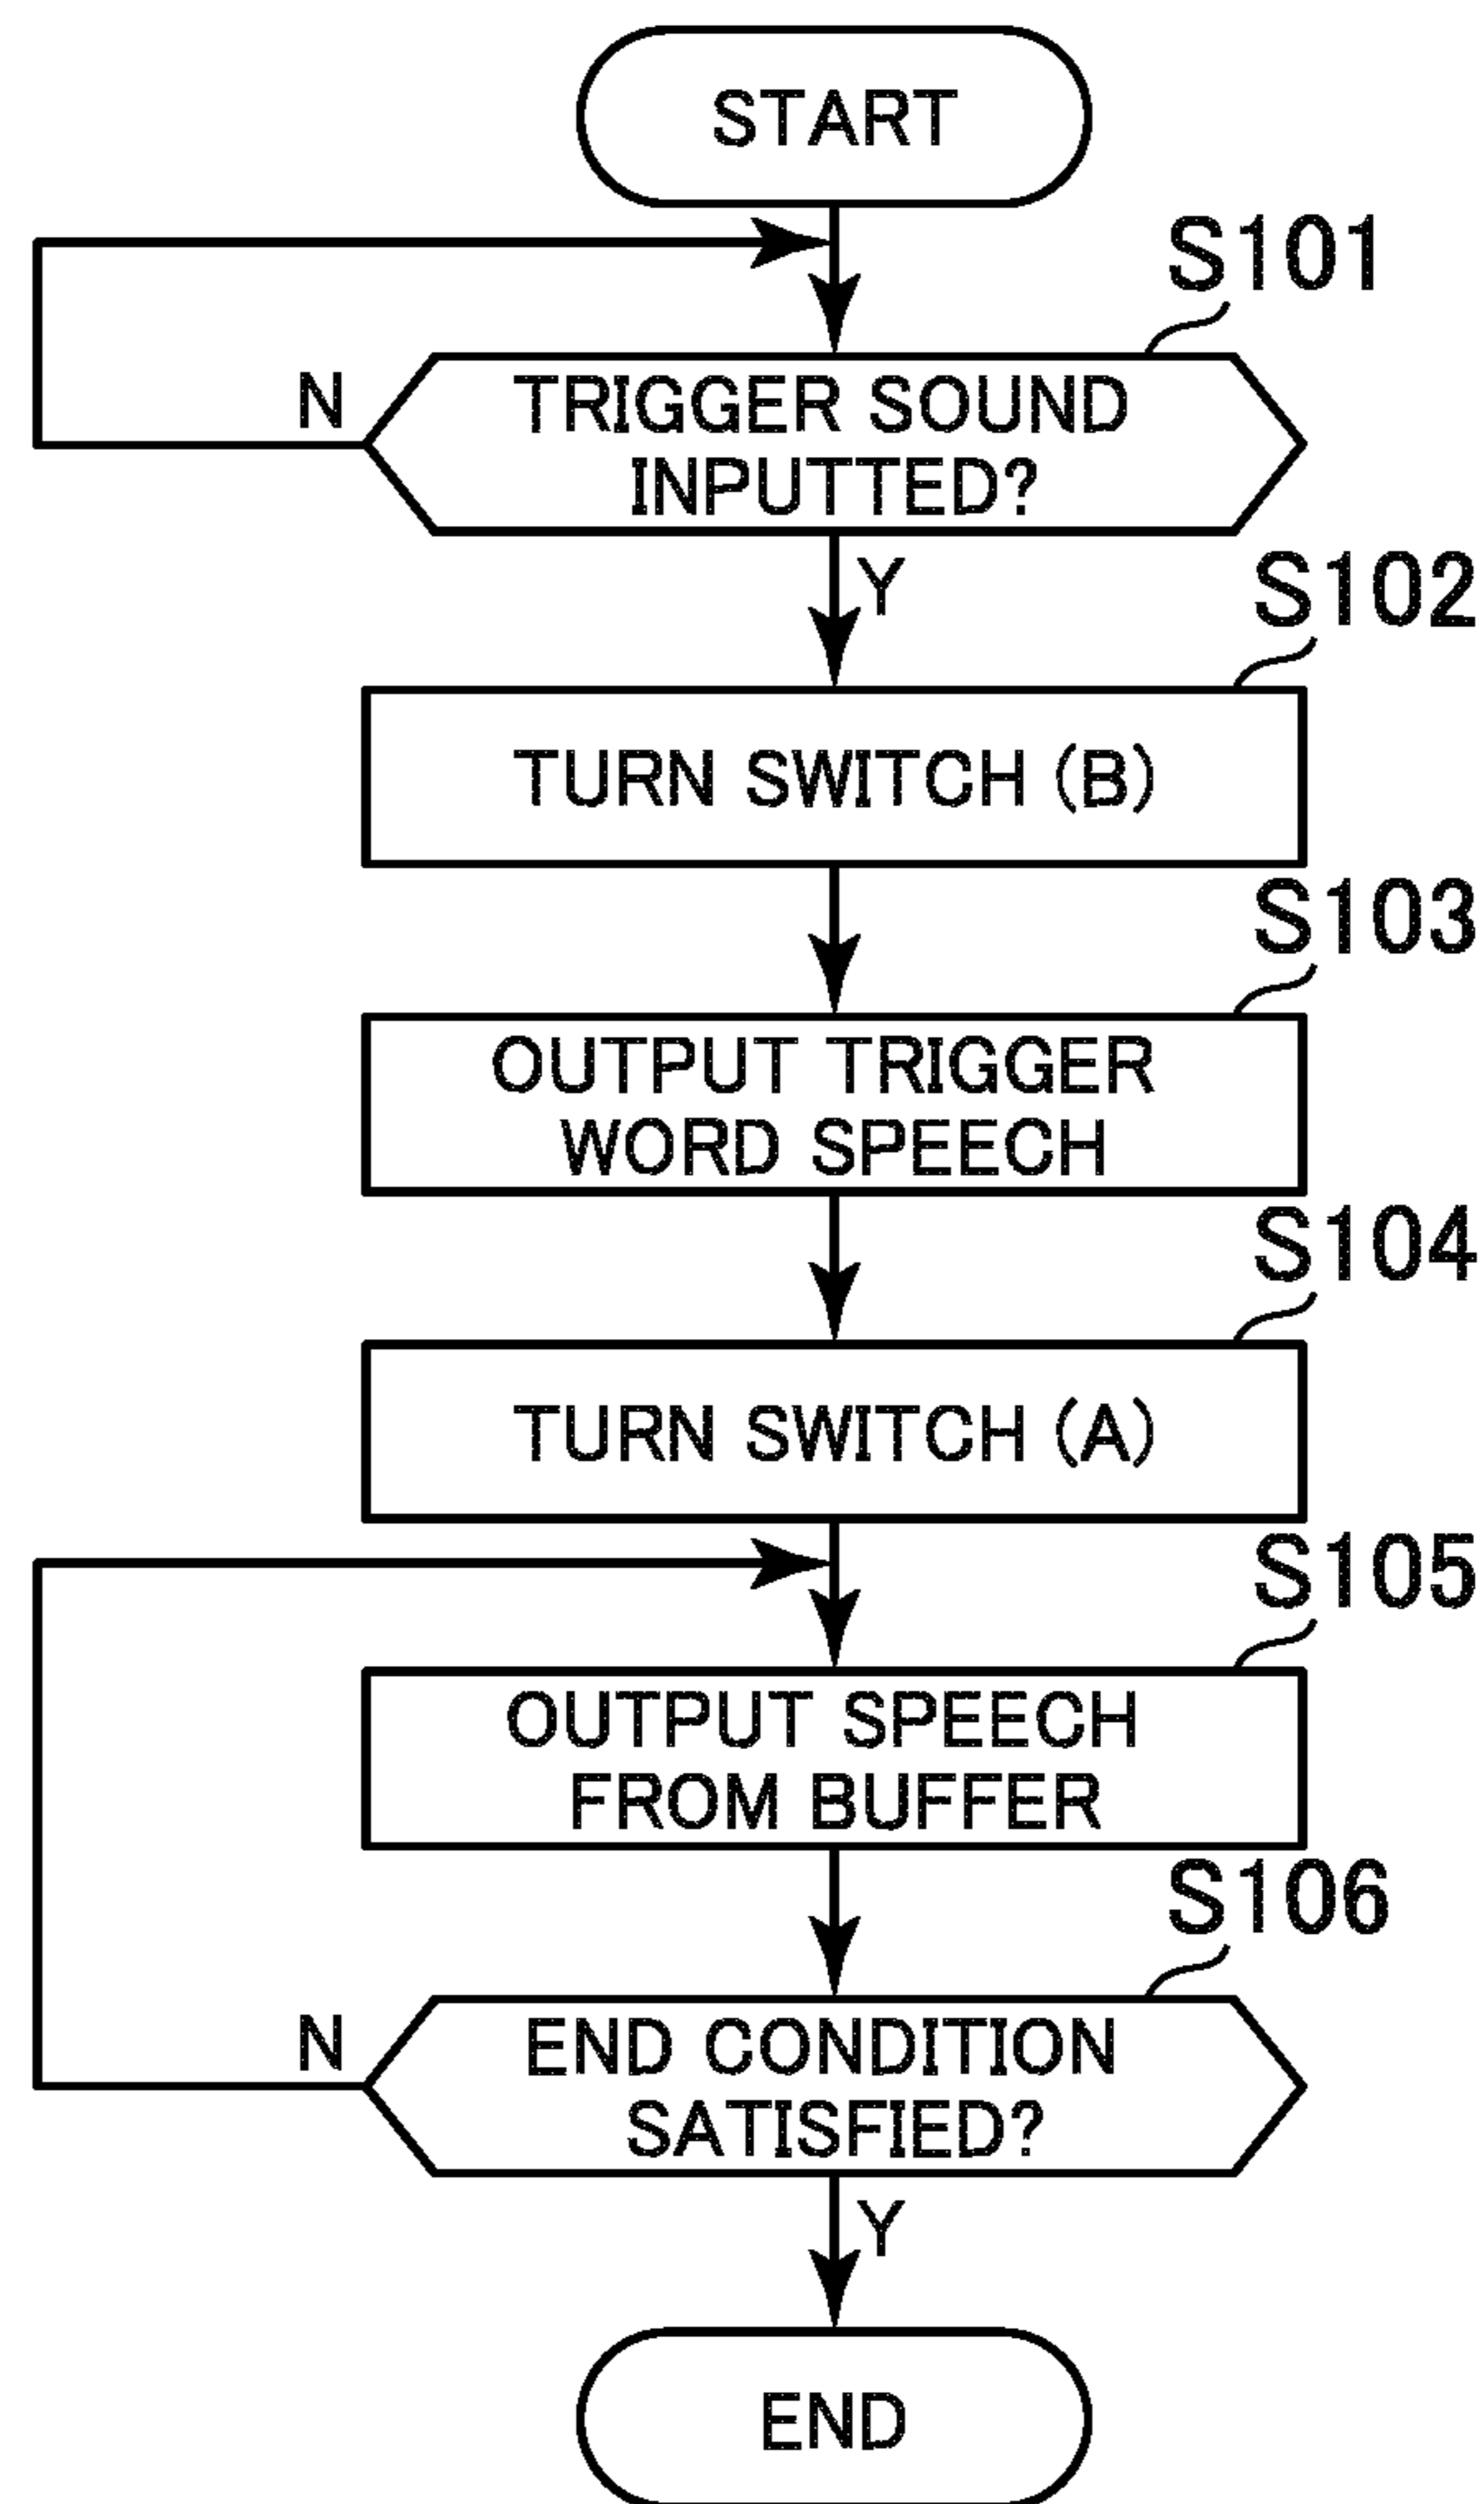 START
S101
N
TRIGGER SOUND
INPUTTED?
Y
S102
TURN SWITCH (B)
S103
OUTPUT TRIGGER
WORD SPEECH
S104
TURN SWITCH (A)
S105
OUTPUT SPEECH
FROM BUFFER
S106
N
END CONDITION
SATISFIED?
Y
END